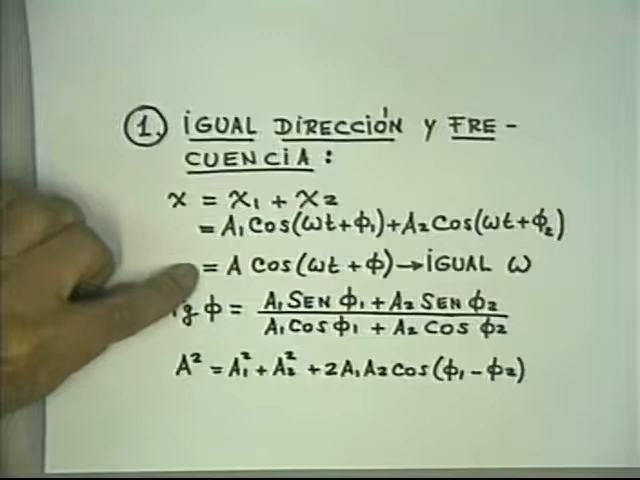 1. IGUAL DIRECCIÓN Y FRE-
CUENCIA:
x = x₁ + x₂
= A₁ Cos(ωt+ϕ₁)+A₂ Cos(ωt+ϕ₂)
= A Cos(ωt+ϕ)→IGUAL ω
ϕ = (A₁ SEN ϕ₁ + A₂ SEN ϕ₂)/(A₁ Cos ϕ₁ + A₂ Cos ϕ₂)
A² = A₁² + A₂² + 2A₁A₂ Cos(ϕ₁ - ϕ₂)